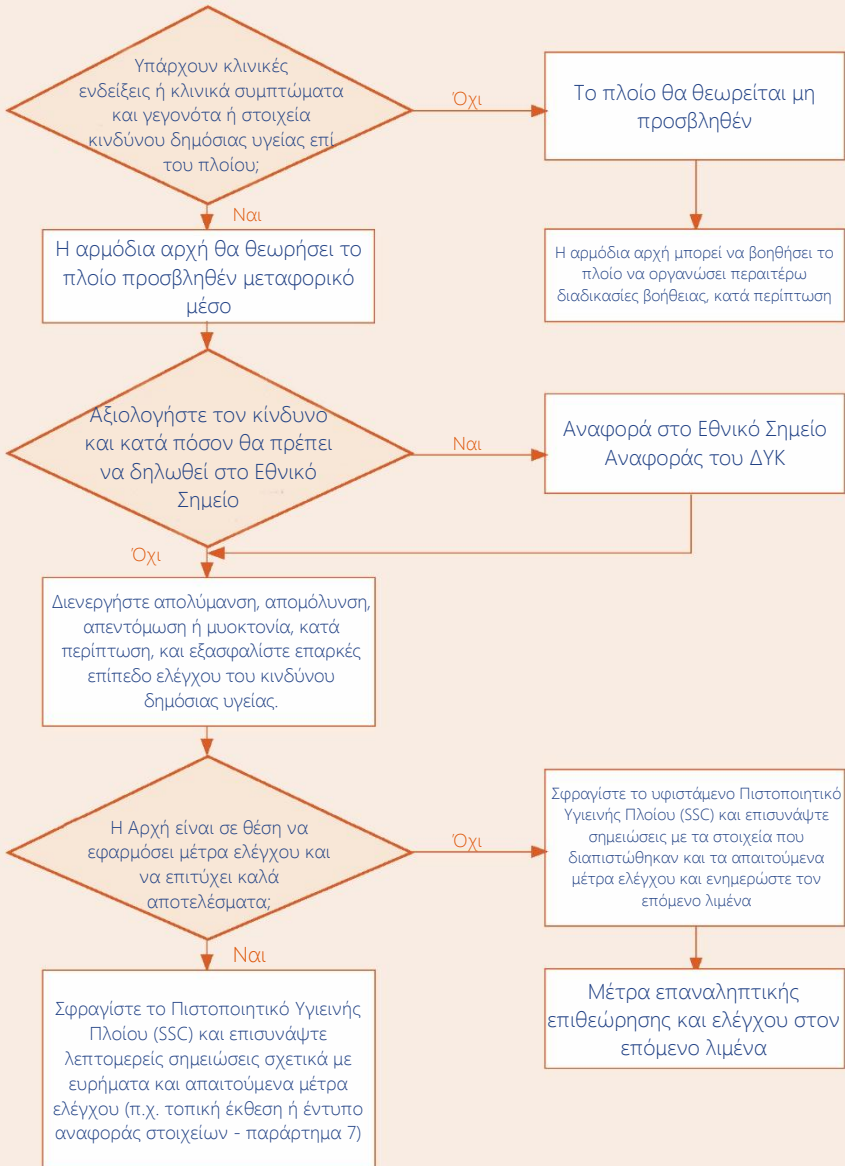 Υπάρχουν κλινικές
ενδείξεις ή κλινικά συμπτώματα
και γεγονότα ή στοιχεία
κινδύνου δημόσιας υγείας επί
του πλοίου;
Όχι
Το πλοίο θα θεωρείται μη
προσβληθέν
Ναι
Η αρμόδια αρχή θα θεωρήσει το
πλοίο προσβληθέν μεταφορικό
μέσο
Η αρμόδια αρχή μπορεί να βοηθήσει το
πλοίο να οργανώσει περαιτέρω
διαδικασίες βοήθειας, κατά περίπτωση
Αξιολογήστε τον κίνδυνο
και κατά πόσον θα πρέπει
να δηλωθεί στο Εθνικό
Σημείο
Ναι
Αναφορά στο Εθνικό Σημείο
Αναφοράς του ΔΥΚ
Όχι
Διενεργήστε απολύμανση, απομόλυνση,
απεντόμωση ή μυοκτονία, κατά
περίπτωση, και εξασφαλίστε επαρκές
επίπεδο ελέγχου του κινδύνου
δημόσιας υγείας.
Η Αρχή είναι σε θέση να
εφαρμόσει μέτρα ελέγχου και
να επιτύχει καλά
αποτελέσματα;
Όχι
Σφραγίστε το υφιστάμενο Πιστοποιητικό
Υγιεινής Πλοίου (SSC) και επισυνάψτε
σημειώσεις με τα στοιχεία που
διαπιστώθηκαν και τα απαιτούμενα
μέτρα ελέγχου και ενημερώστε τον
επόμενο λιμένα
Ναι
Σφραγίστε το Πιστοποιητικό Υγιεινής
Πλοίου (SSC) και επισυνάψτε
λεπτομερείς σημειώσεις σχετικά με
ευρήματα και απαιτούμενα μέτρα
ελέγχου (π.χ. τοπική έκθεση ή έντυπο
αναφοράς στοιχείων - παράρτημα 7)
Μέτρα επαναληπτικής
επιθεώρησης και ελέγχου στον
επόμενο λιμένα